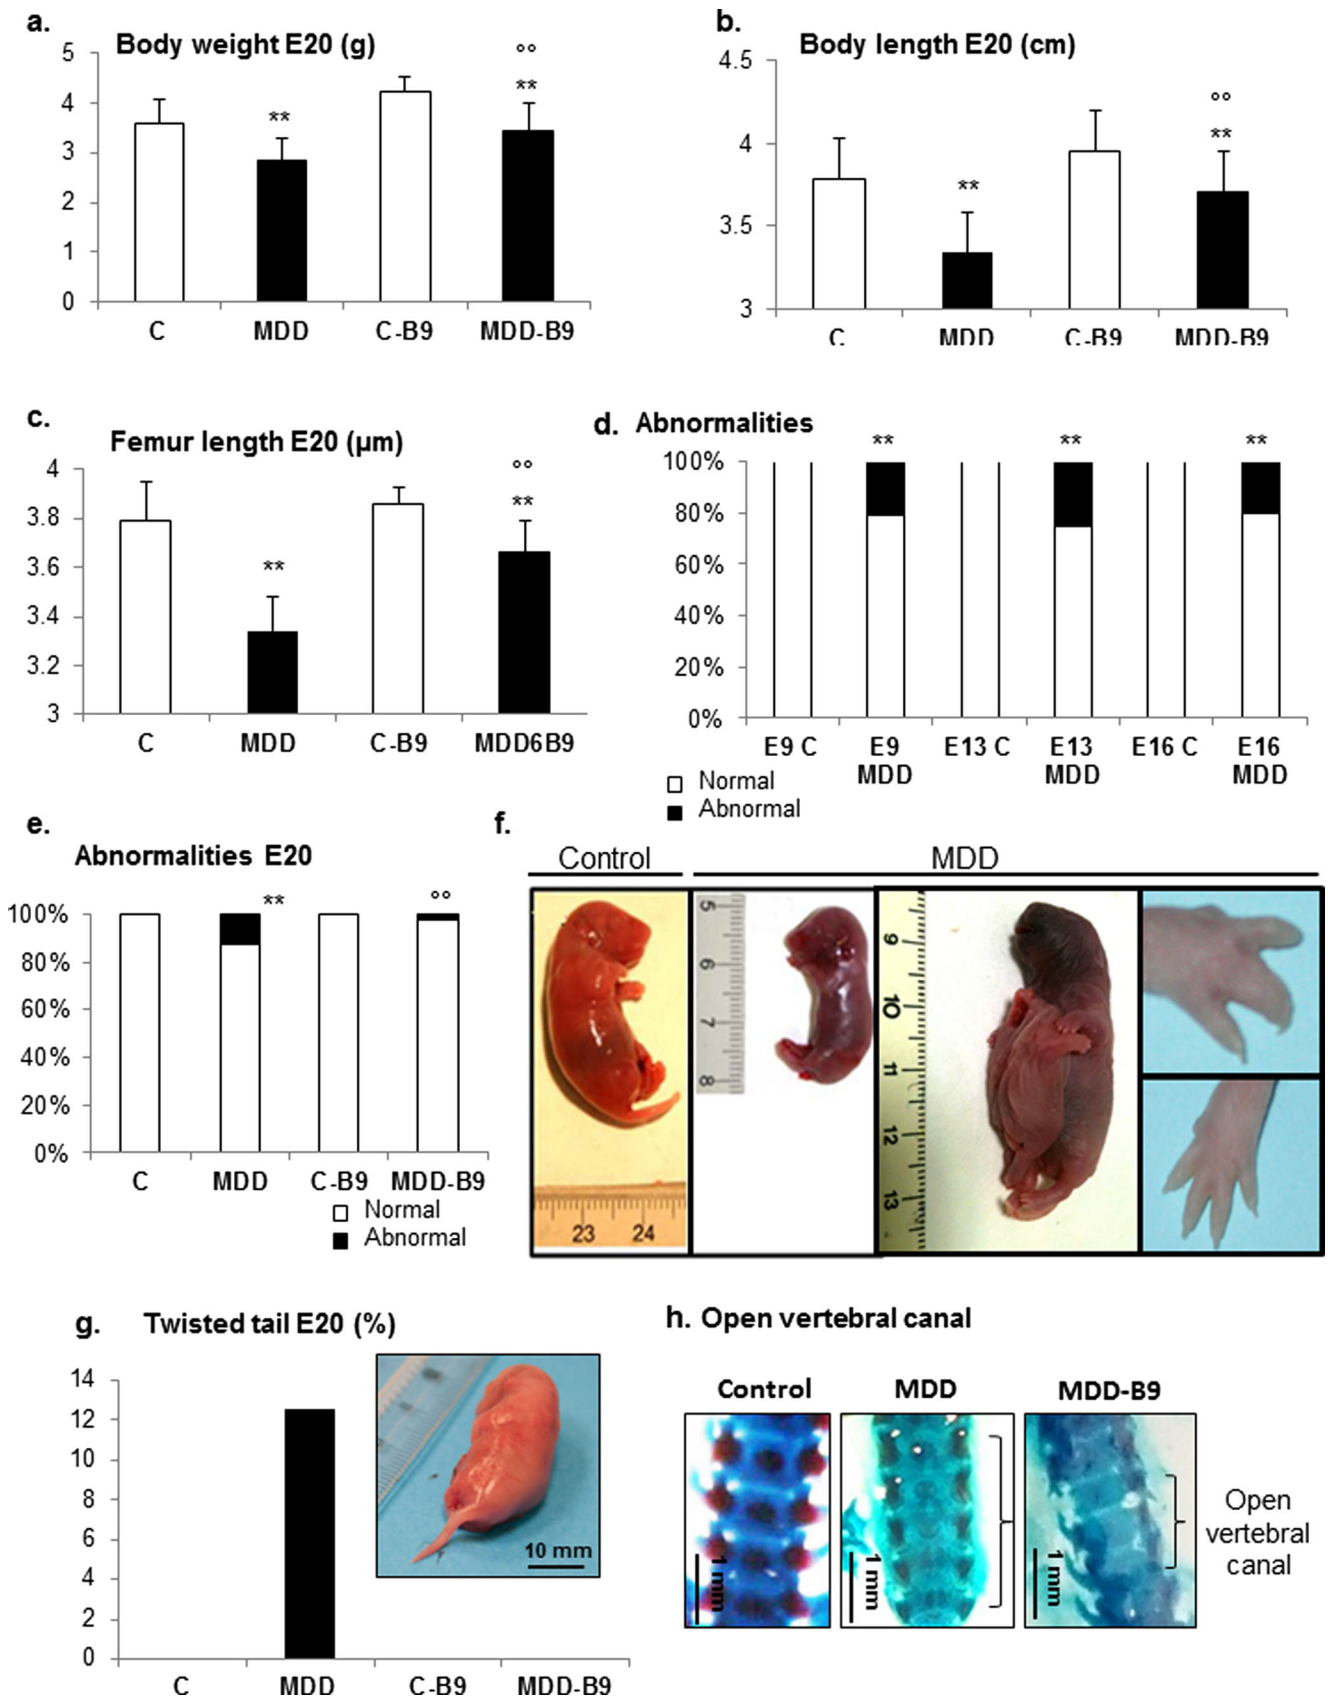 a.
Body weight E20 (g)
5
4
3
2
1
0
**
°°
**
C MDD C-B9 MDD-B9
b.
Body length E20 (cm)
4.5
4
3.5
3
**
°°
**
C MDD C-B9 MDD-B9
c.
Femur length E20 (µm)
4
3.8
3.6
3.4
3.2
3
**
°°
**
C MDD C-B9 MDD6B9
d. Abnormalities
** ** **
100%
80%
60%
40%
20%
0%
E9 C E9 E13 C E13 E16 C E16
MDD MDD MDD
Normal
Abnormal
e.
Abnormalities E20
** °°
100%
80%
60%
40%
20%
0%
C MDD C-B9 MDD-B9
Normal
Abnormal
f.
Control MDD
23 24
5
6
7
8
9
10
11
12
13
g. Twisted tail E20 (%)
14
12
10
8
6
4
2
0
10 mm
C MDD C-B9 MDD-B9
h. Open vertebral canal
Control MDD MDD-B9
1 mm
1 mm
1 mm
Open
vertebral
canal